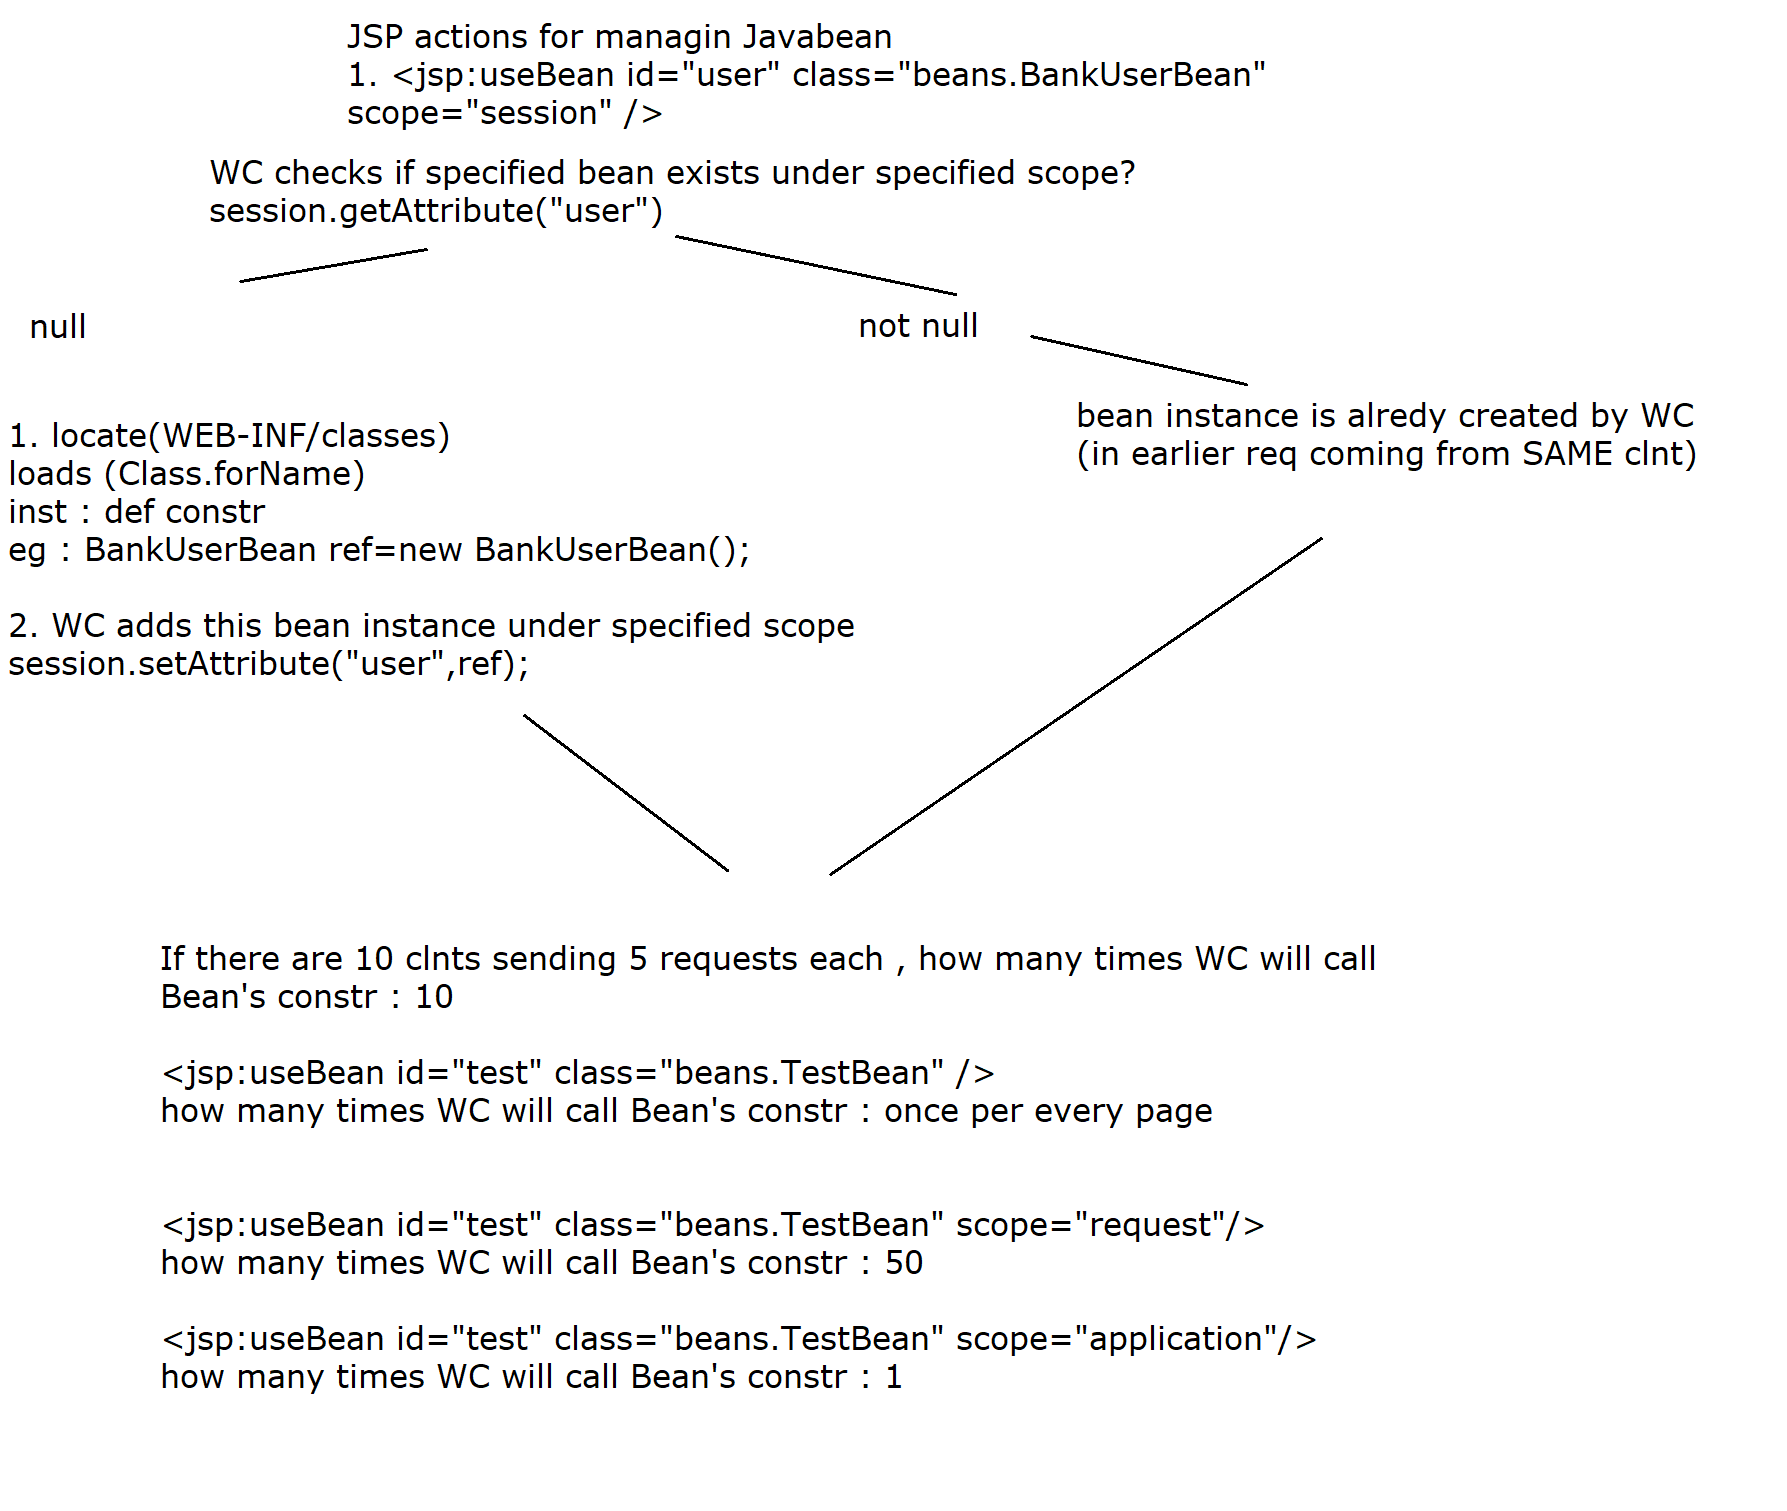 JSP actions for managin Javabean
1. <jsp:useBean id="user" class="beans.BankUserBean"
scope="session" />
WC checks if specified bean exists under specified scope?
session.getAttribute("user")
null
not null
bean instance is alredy created by WC
(in earlier req coming from SAME clnt)
1. locate(WEB-INF/classes)
loads (Class.forName)
inst : def constr
eg : BankUserBean ref=new BankUserBean();
2. WC adds this bean instance under specified scope
session.setAttribute("user",ref);
If there are 10 clnts sending 5 requests each , how many times WC will call
Bean's constr : 10
<jsp:useBean id="test" class="beans.TestBean" />
how many times WC will call Bean's constr : once per every page
<jsp:useBean id="test" class="beans.TestBean" scope="request"/>
how many times WC will call Bean's constr : 50
<jsp:useBean id="test" class="beans.TestBean" scope="application"/>
how many times WC will call Bean's constr : 1